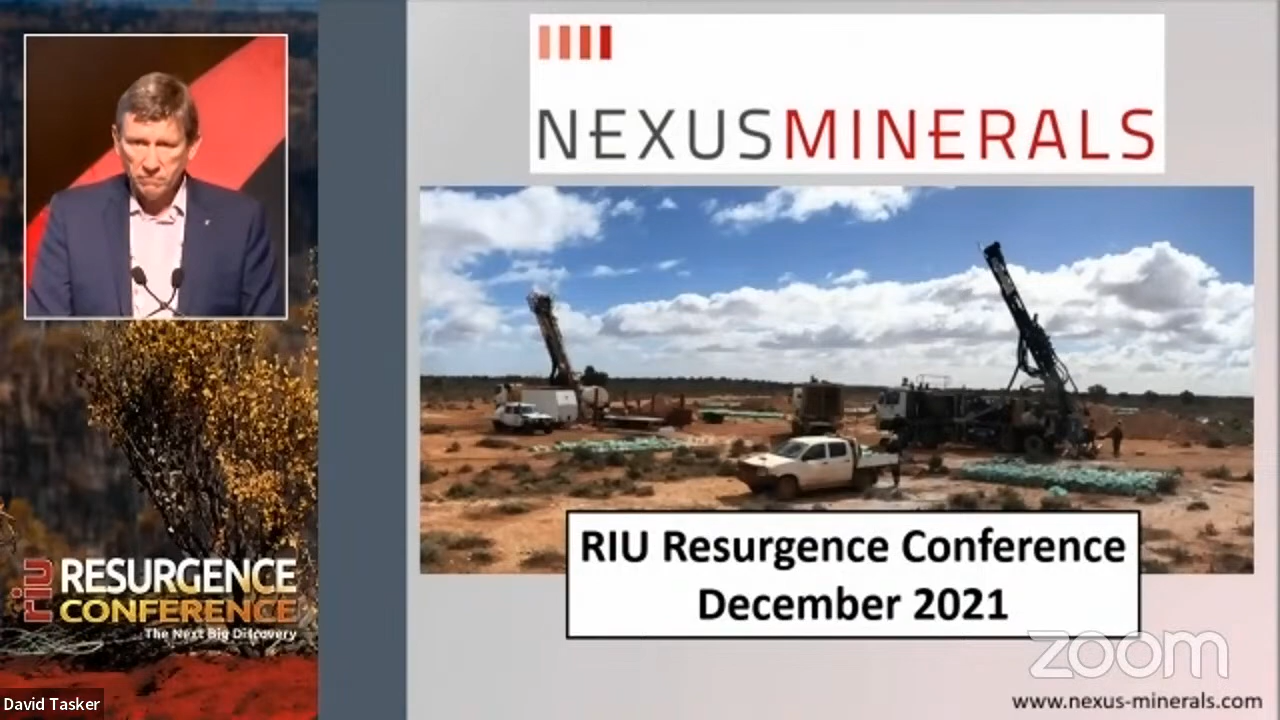 NEXUSMINERALS
RIU Resurgence Conference
December 2021
zoom
www.nexus-minerals.com
riu
RESURGENCE
CONFERENCE
The Next Big Discovery
David Tasker